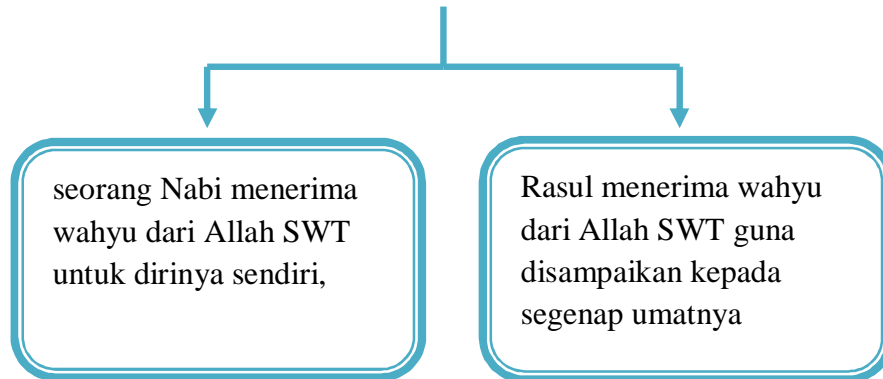 seorang Nabi menerima
wahyu dari Allah SWT
untuk dirinya sendiri,
Rasul menerima wahyu
dari Allah SWT guna
disampaikan kepada
segenap umatnya